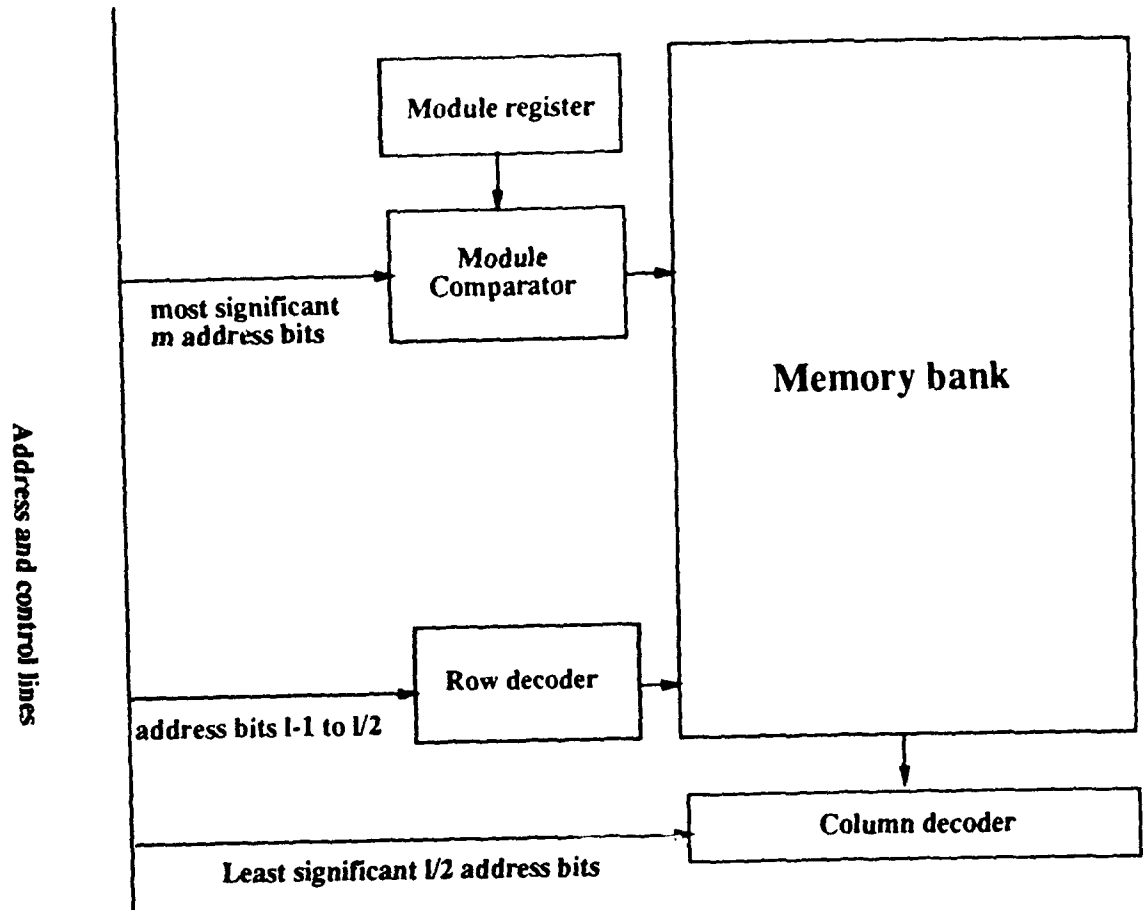 Module register
Module
Comparator
most significant
m address bits
Memory bank
Address and control lines
Row decoder
address bits l-1 to l/2
Column decoder
Least significant l/2 address bits